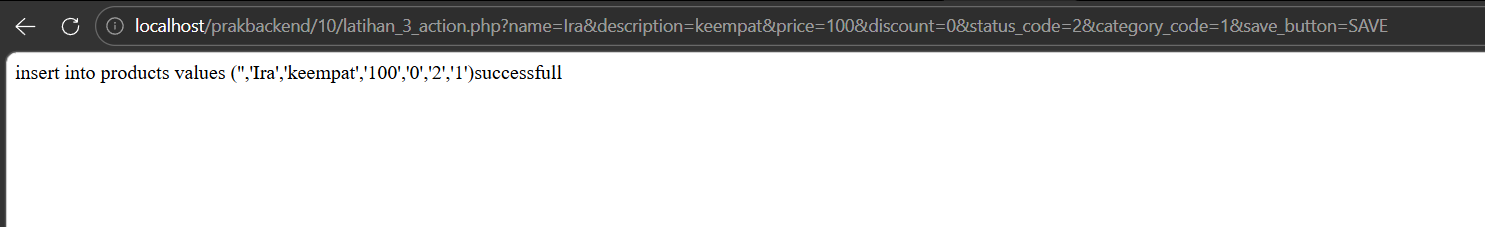 localhost/prakbackend/10/latihan_3_action.php?name=Ira&description=keempat&price=100&discount=0&status_code=2&category_code=1&save_button=SAVE
insert into products values ('','Ira','keempat','100','0','2','1')successfull